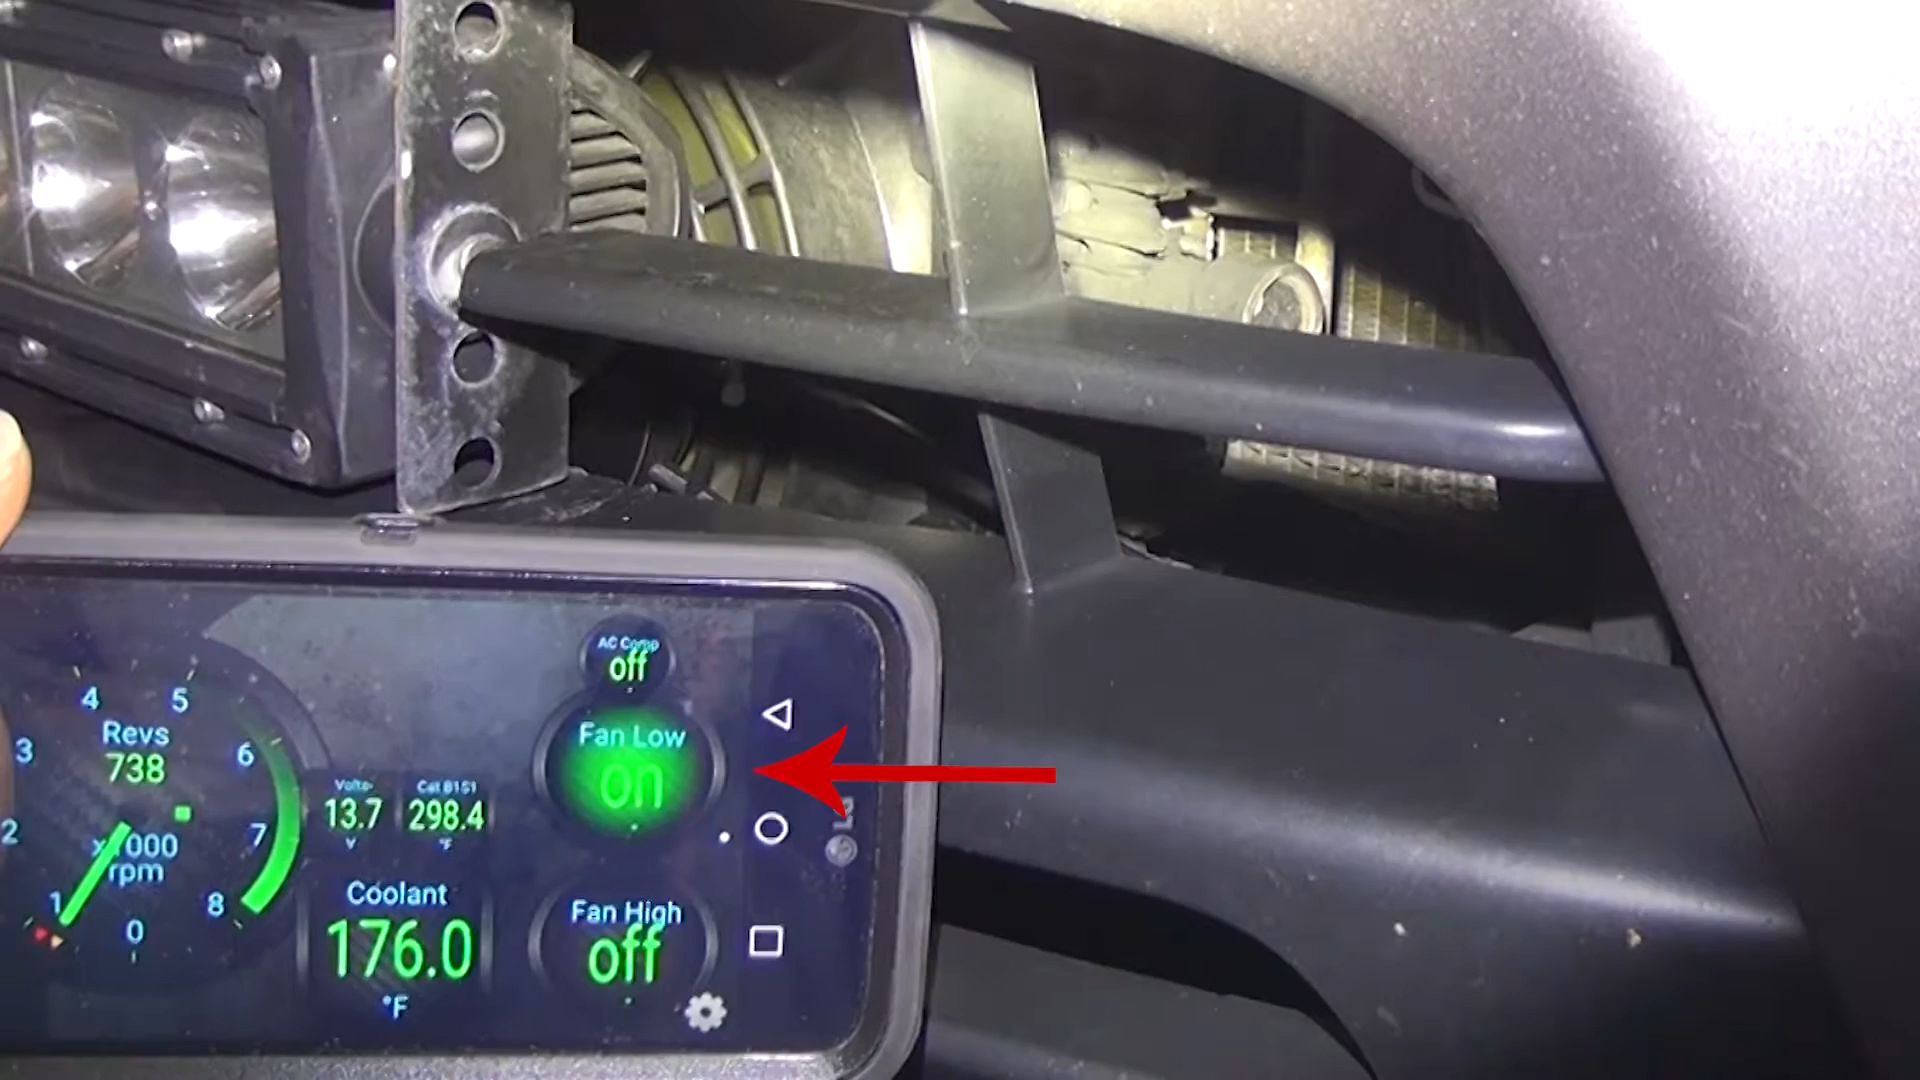 AC Comp
off
Fan Low
on
4
5
Revs
738
3
6
Volts
13.7
V
Cat B1S1
298.4
°F
2
7
x1000
rpm
1
8
0
Coolant
176.0
°F
Fan High
off
LG